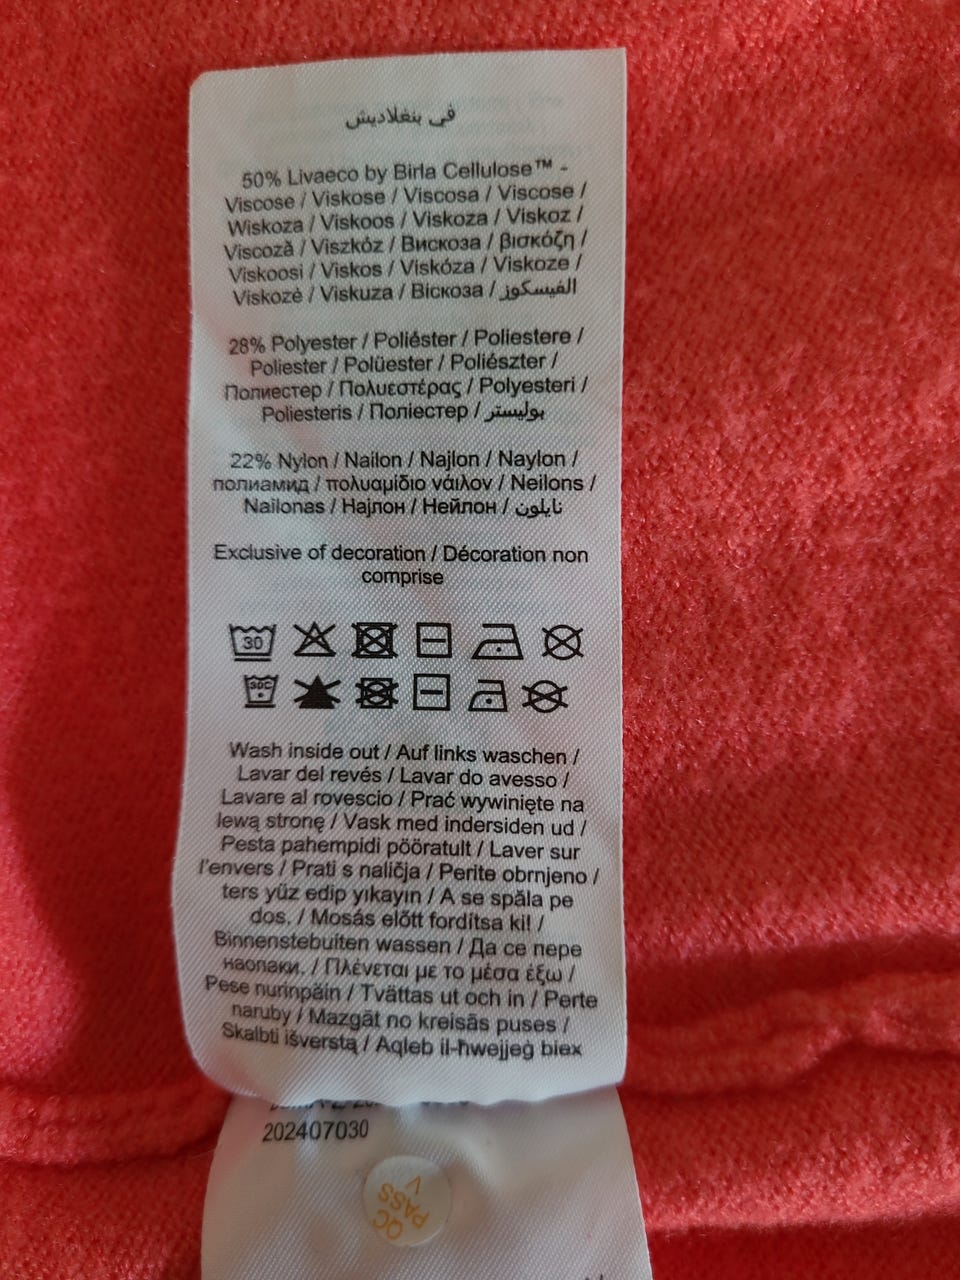 في بنغلاديش
50% Livaeco by Birla Cellulose™ -
Viscose / Viskose / Viscosa / Viscose /
Wiskoza / Viskoos / Viskoza / Viskoz /
Viscoză / Viszkóz / Вискоза / βισκόζη /
Viskoosi / Viskos / Viskóza / Viskoze /
Viskozė / Viskuza / Віскоза / الفيسكوز
28% Polyester / Poliéster / Poliestere /
Poliester / Polüester / Poliészter /
Полиестер / Πολυεστέρας / Polyesteri /
Poliesteris / Поліестер / بوليستر
22% Nylon / Nailon / Najlon / Naylon /
полиамид / πολυαμίδιο νάιλον / Neilons /
Nailonas / Најлон / Нейлон / نايلون
Exclusive of decoration / Décoration non
comprise
30
30C
Wash inside out / Auf links waschen /
Lavar del revés / Lavar do avesso /
Lavare al rovescio / Prać wywinięte na
lewą stronę / Vask med indersiden ud /
Pesta pahempidi pööratult / Laver sur
l'envers / Prati s naličja / Perite obrnjeno /
ters yüz edip yıkayın / A se spăla pe
dos. / Mosás előtt fordítsa ki! /
Binnenstebuiten wassen / Да се пере
наопаки. / Πλένεται με το μέσα έξω /
Pese nurinpäin / Tvättas ut och in / Perte
naruby / Mazgāt no kreisās puses /
Skalbti išverstą / Aqleb il-ħwejjeġ biex
202407030
QC
PASS
V